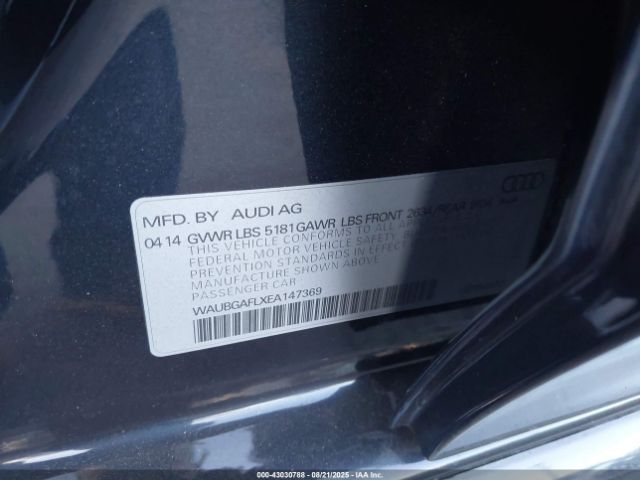 MFD. BY AUDI AG
04 14 GVWR LBS 5181 GAWR LBS FRONT 2634/REAR
THIS VEHICLE CONFORMS TO ALL
FEDERAL MOTOR VEHICLE SAFETY,
PREVENTION STANDARDS IN EFFECT
MANUFACTURE SHOWN ABOVE
PASSENGER CAR
WAUBGAFLXEA147369
000-43030788 - 08/21/2025 - IAA Inc.